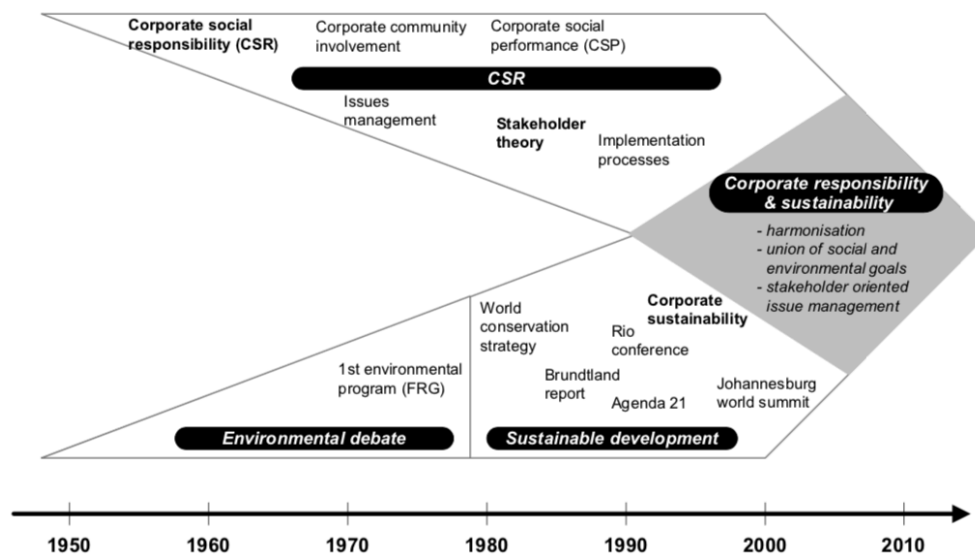 Corporate social
responsibility (CSR)
Corporate community
involvement
Corporate social
performance (CSP)
CSR
Issues
management
Stakeholder
theory
Implementation
processes
Corporate responsibility
& sustainability
- harmonisation
- union of social and
environmental goals
- stakeholder oriented
issue management
World
conservation
strategy
Corporate
sustainability
Rio
conference
1st environmental
program (FRG)
Brundtland
report
Agenda 21
Johannesburg
world summit
Environmental debate
Sustainable development
1950
1960
1970
1980
1990
2000
2010